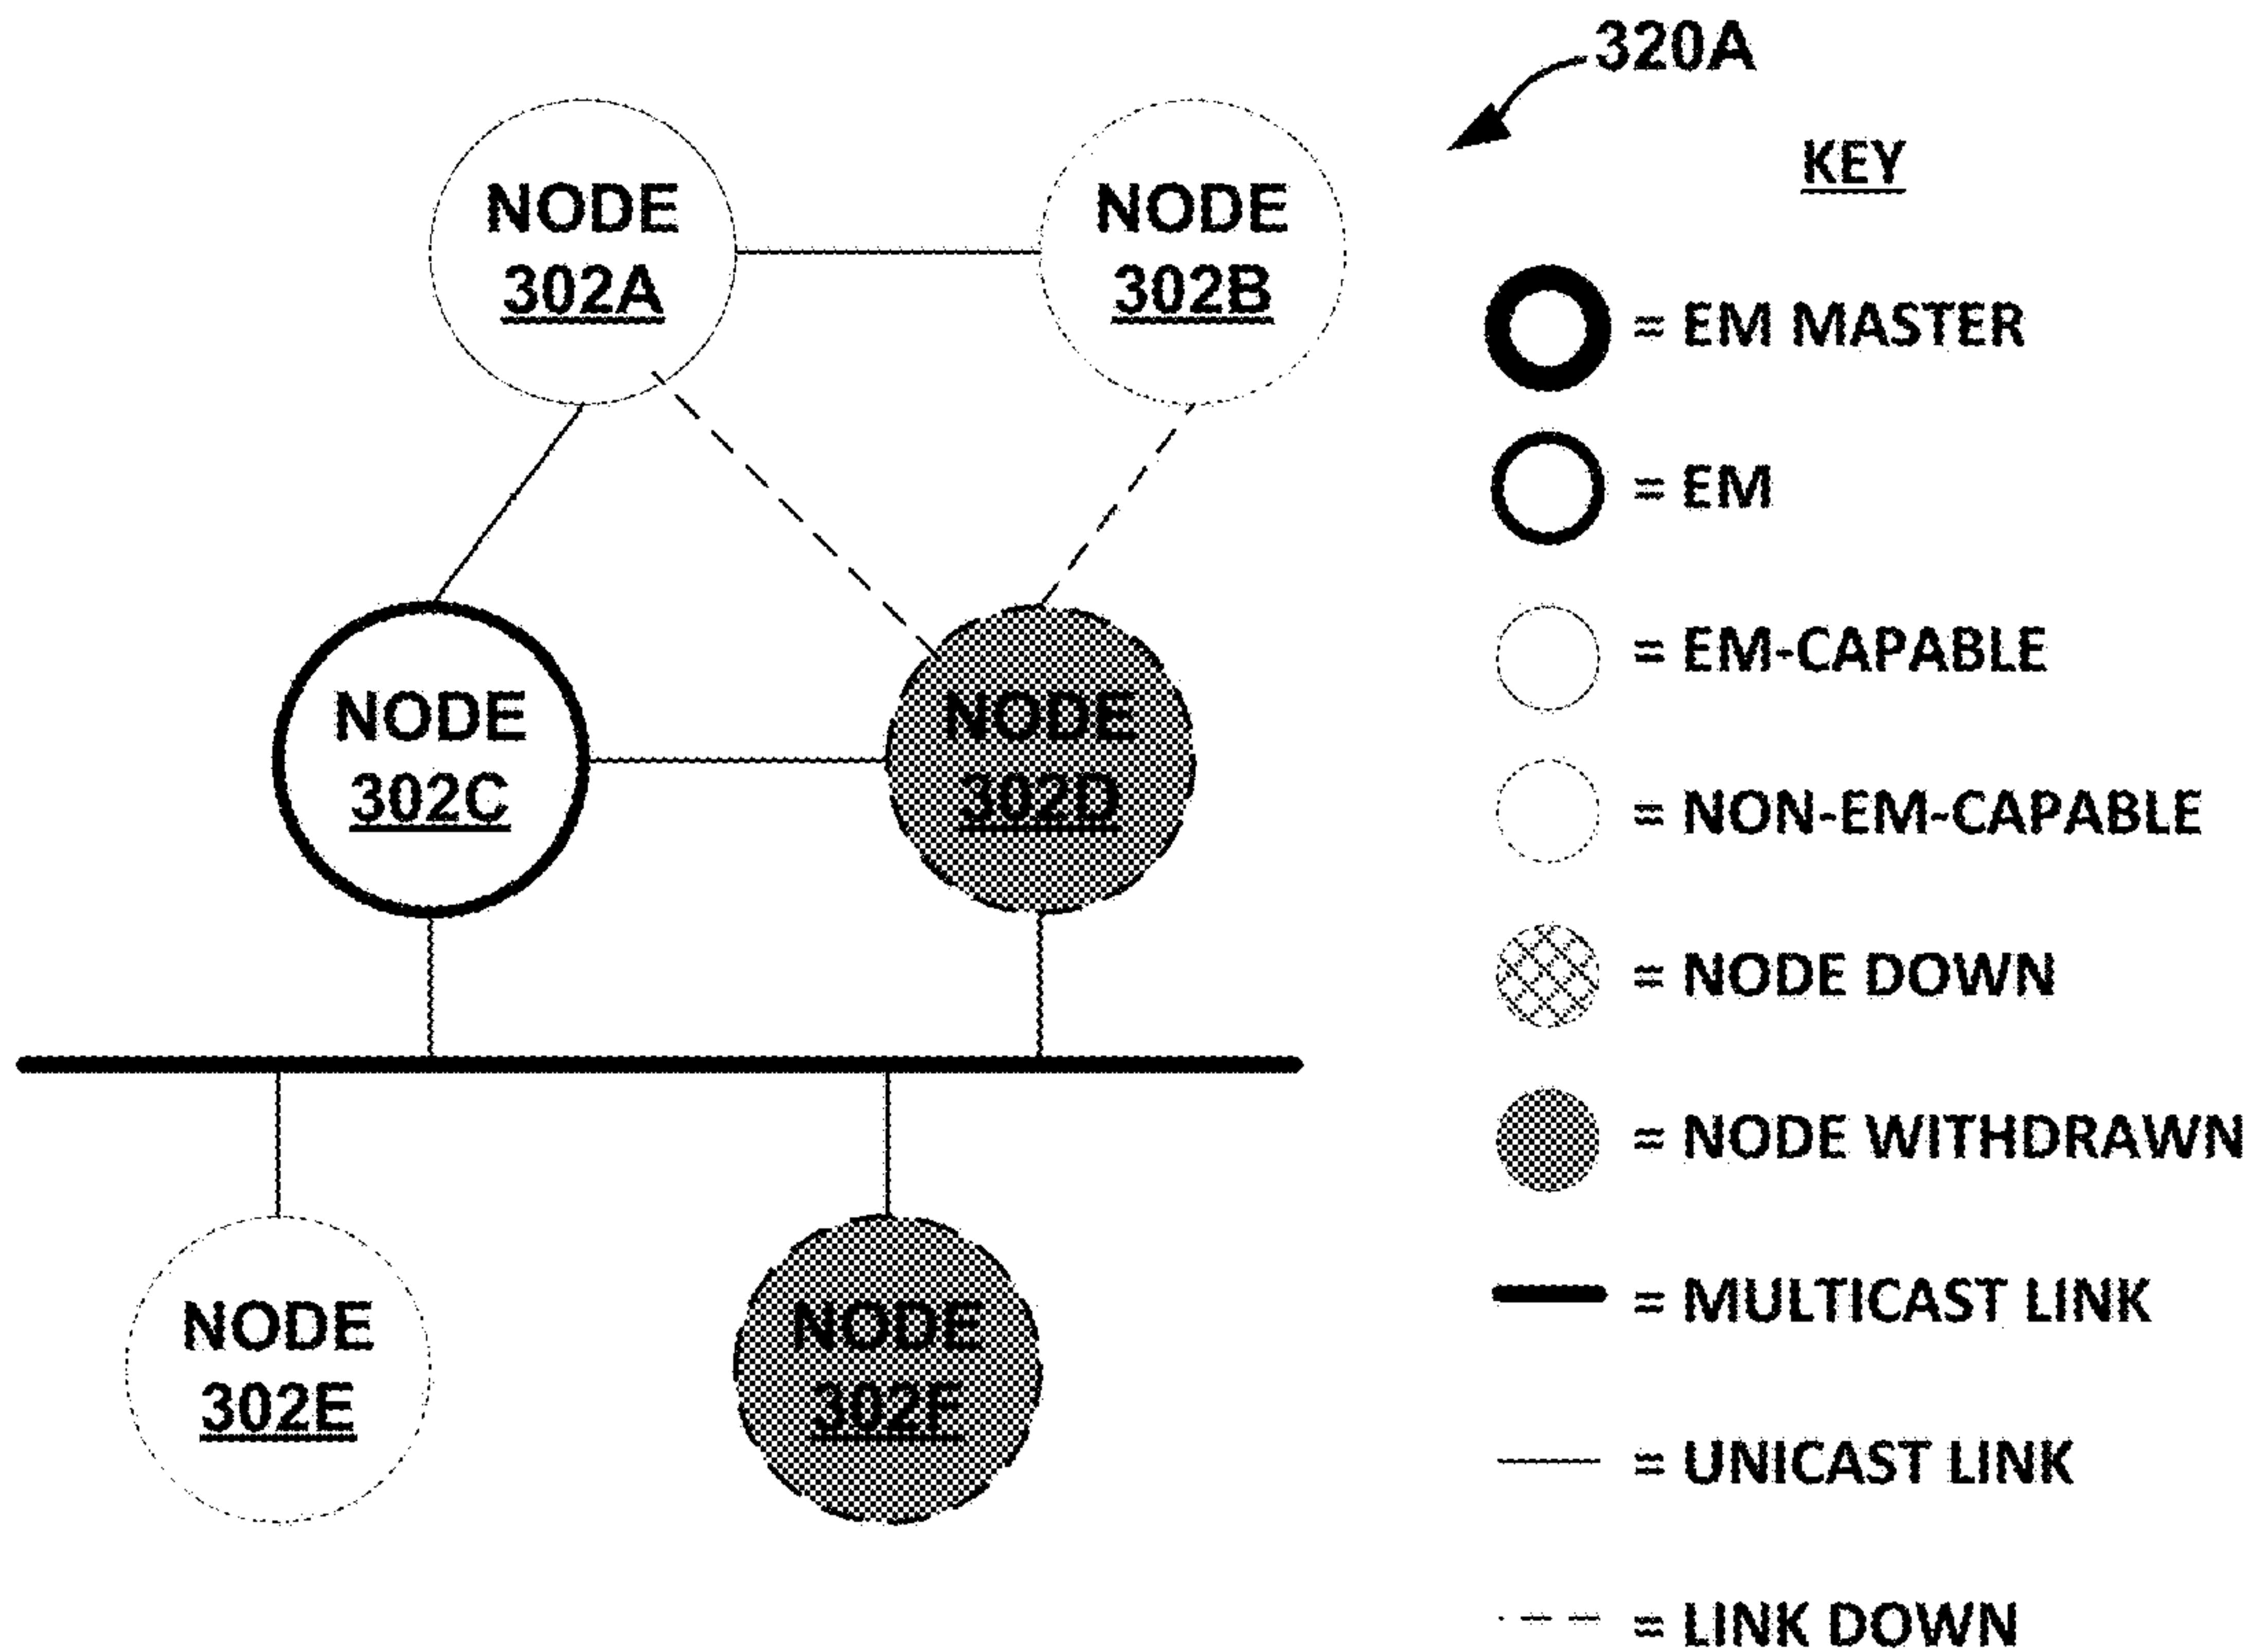 320A
NODE
302A
NODE
302B
NODE
302C
NODE
302D
NODE
302E
NODE
302F
KEY
= EM MASTER
= EM
= EM-CAPABLE
= NON-EM-CAPABLE
= NODE DOWN
= NODE WITHDRAWN
= MULTICAST LINK
= UNICAST LINK
= LINK DOWN